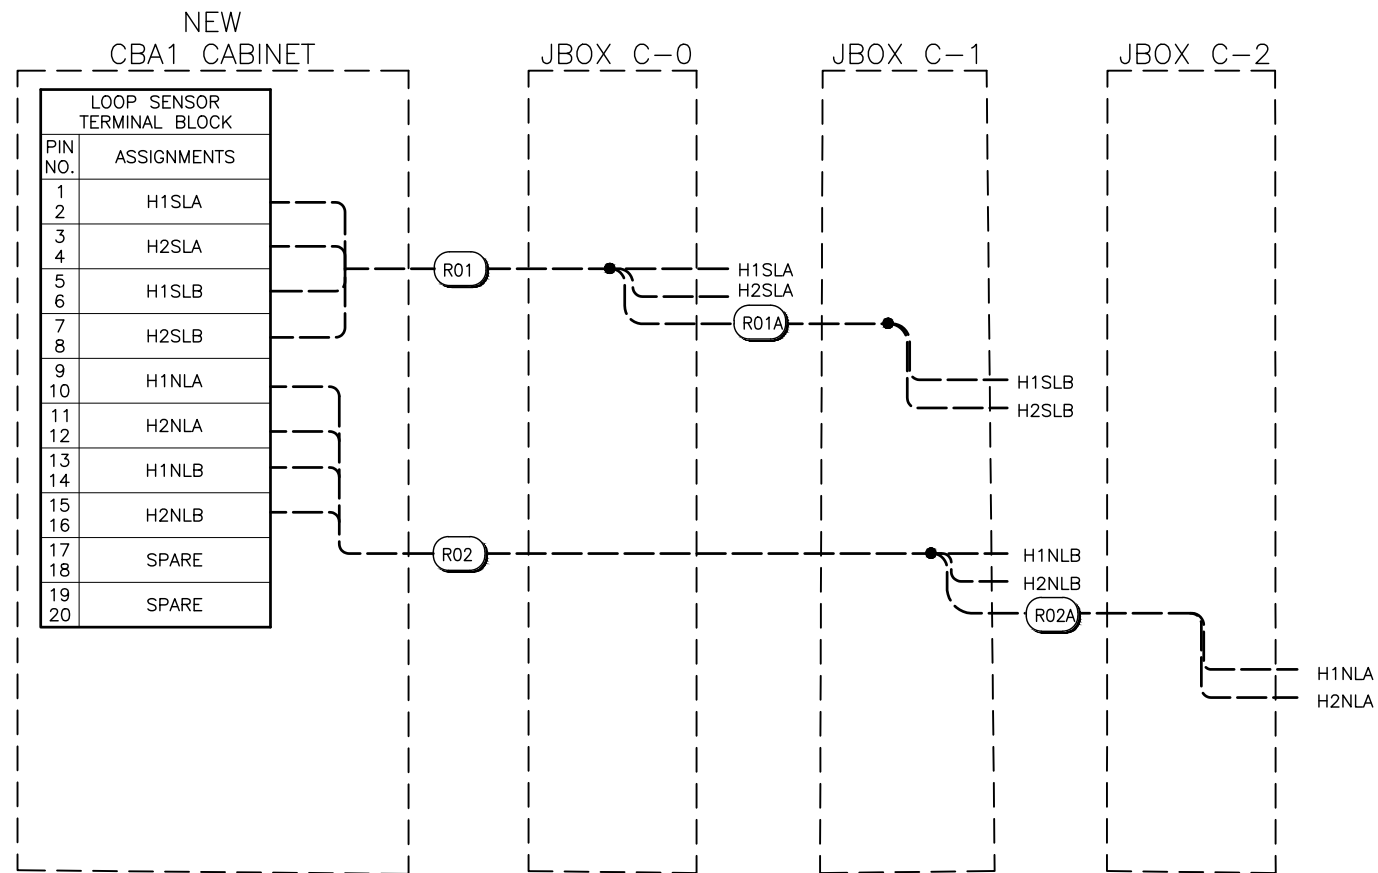 NEW
CBA1 CABINET
JBOX C-0
JBOX C-1
JBOX C-2
LOOP SENSOR
TERMINAL BLOCK
PIN
NO.
ASSIGNMENTS
1
2
H1SLA
3
4
H2SLA
5
6
H1SLB
7
8
H2SLB
9
10
H1NLA
11
12
H2NLA
13
14
H1NLB
15
16
H2NLB
17
18
SPARE
19
20
SPARE
R01
H1SLA
H2SLA
R01A
H1SLB
H2SLB
R02
H1NLB
H2NLB
R02A
H1NLA
H2NLA